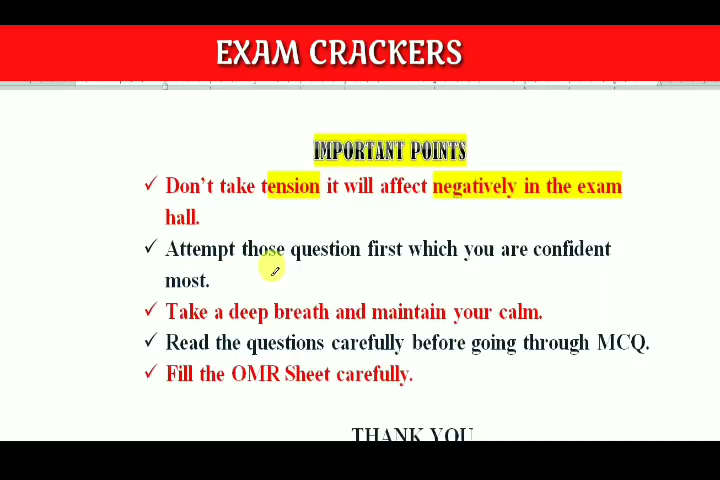 EXAM CRACKERS
IMPORTANT POINTS
Don't take tension it will affect negatively in the exam
hall.
Attempt those question first which you are confident
most.
Take a deep breath and maintain your calm.
Read the questions carefully before going through MCQ.
Fill the OMR Sheet carefully.
THANK YOU